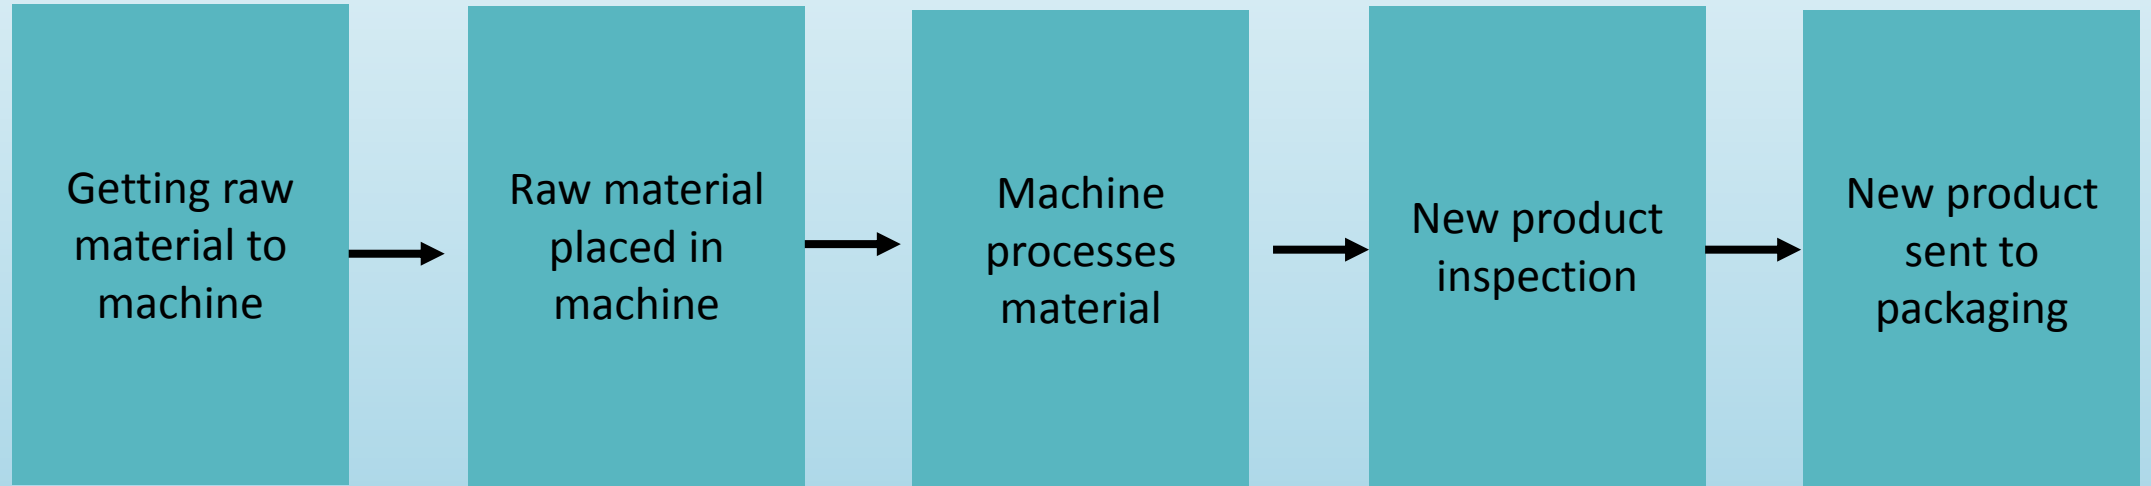 Getting raw
material to
machine
Raw material
placed in
machine
Machine
processes
material
New product
inspection
New product
sent to
packaging